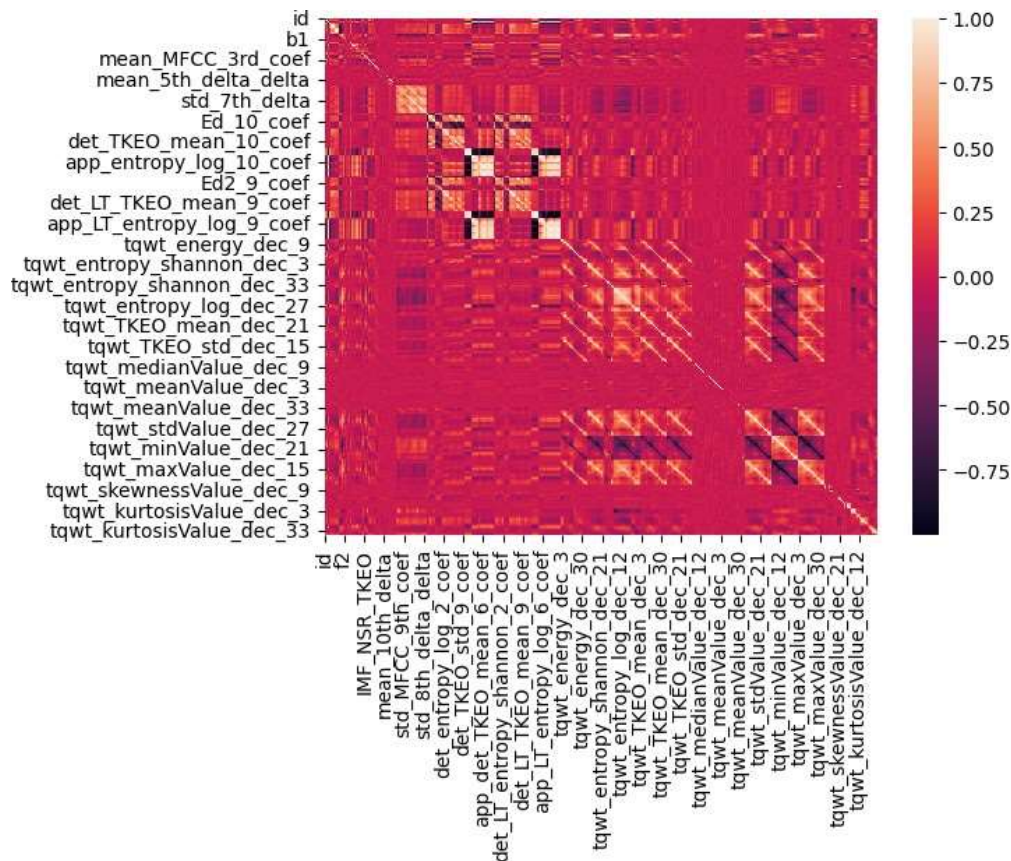 id
b1
mean_MFCC_3rd_coef
mean_5th_delta_delta
std_7th_delta
Ed_10_coef
det_TKEO_mean_10_coef
app_entropy_log_10_coef
Ed2_9_coef
det_LT_TKEO_mean_9_coef
app_LT_entropy_log_9_coef
tqwt_energy_dec_9
tqwt_entropy_shannon_dec_3
tqwt_entropy_shannon_dec_33
tqwt_entropy_log_dec_27
tqwt_TKEO_mean_dec_21
tqwt_TKEO_std_dec_15
tqwt_medianValue_dec_9
tqwt_meanValue_dec_3
tqwt_meanValue_dec_33
tqwt_stdValue_dec_27
tqwt_minValue_dec_21
tqwt_maxValue_dec_15
tqwt_skewnessValue_dec_9
tqwt_kurtosisValue_dec_3
tqwt_kurtosisValue_dec_33
id
f2
IMF_NSR_TKEO
mean_10th_delta
std_MFCC_9th_coef
std_8th_delta_delta
det_entropy_log_2_coef
det_TKEO_std_9_coef
app_det_TKEO_mean_6_coef
det_LT_entropy_shannon_2_coef
det_LT_TKEO_mean_9_coef
app_LT_entropy_log_6_coef
tqwt_energy_dec_3
tqwt_energy_dec_30
tqwt_entropy_shannon_dec_21
tqwt_entropy_log_dec_12
tqwt_TKEO_mean_dec_3
tqwt_TKEO_mean_dec_30
tqwt_TKEO_std_dec_21
tqwt_medianValue_dec_12
tqwt_meanValue_dec_3
tqwt_meanValue_dec_30
tqwt_stdValue_dec_21
tqwt_minValue_dec_12
tqwt_maxValue_dec_3
tqwt_maxValue_dec_30
tqwt_skewnessValue_dec_21
tqwt_kurtosisValue_dec_12
1.00
0.75
0.50
0.25
0.00
−0.25
−0.50
−0.75